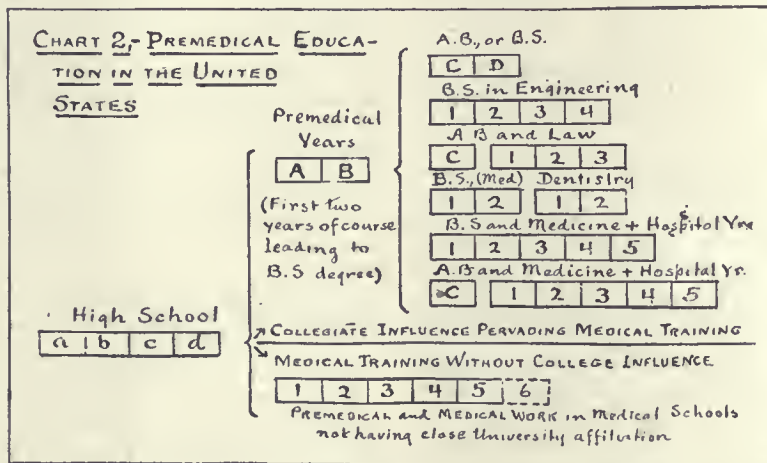 CHART 2,- PREMEDICAL EDUCA-
TION IN THE UNITED
STATES
High School
a b c d
Premedical
Years
A B
(First two
years of course
leading to
B.S degree)
A.B., or B.S.
C D
B.S. in Engineering
1 2 3 4
A B and Law
C 1 2 3
B.S., (Med) Dentistry
1 2 1 2
B.S and Medicine + Hospital Yr
1 2 3 4 5
A.B and Medicine + Hospital Yr.
C 1 2 3 4 5
COLLEGIATE INFLUENCE PERVADING MEDICAL TRAINING
MEDICAL TRAINING WITHOUT COLLEGE INFLUENCE
1 2 3 4 5 6
PREMEDICAL and MEDICAL WORK in Medical Schools
not having close University affiliation